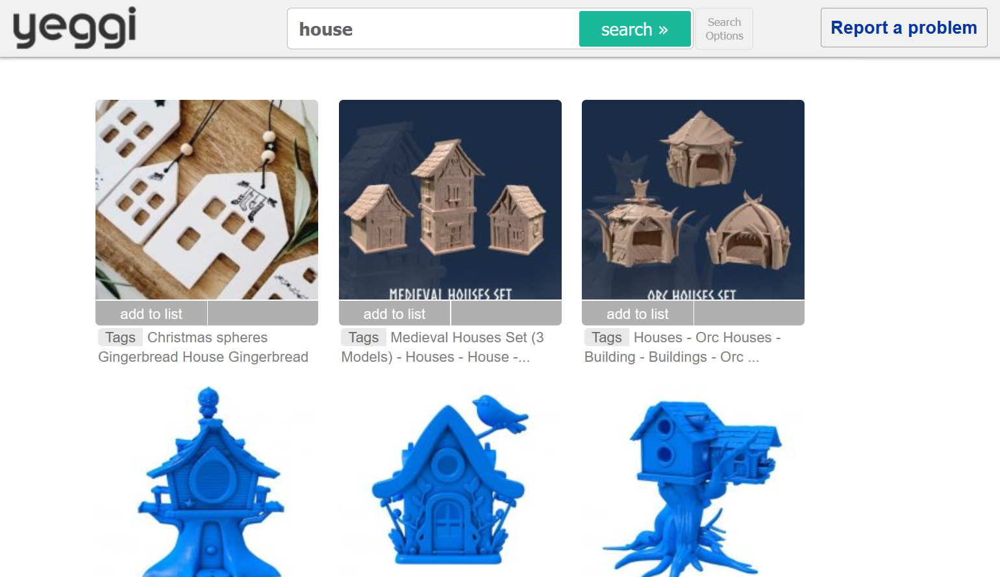 yeggi
house
search »
Search
Options
Report a problem
MEDIEVAL HOUSES SET
ORC HOUSES SET
add to list
add to list
add to list
Tags Christmas spheres
Gingerbread House Gingerbread
Tags Medieval Houses Set (3
Models) - Houses - House -...
Tags Houses - Orc Houses -
Building - Buildings - Orc ...